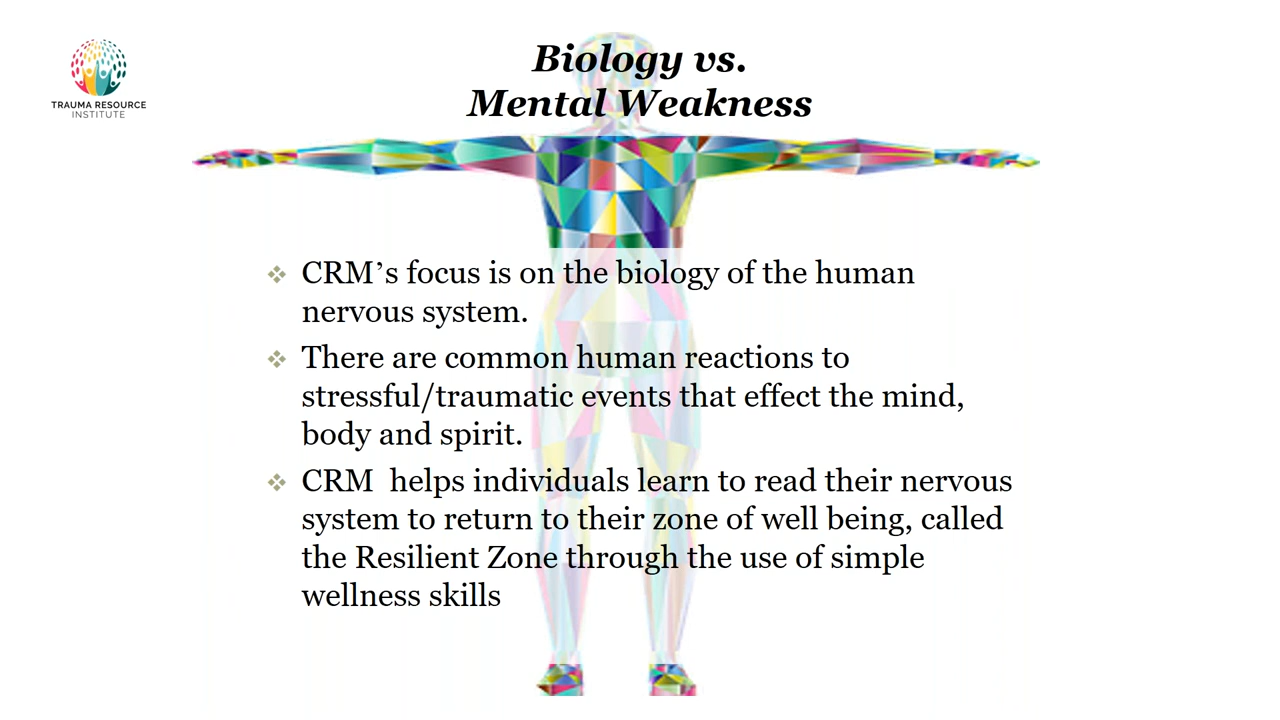 TRAUMA RESOURCE
INSTITUTE
Biology vs.
Mental Weakness
❖ CRM’s focus is on the biology of the human
nervous system.
❖ There are common human reactions to
stressful/traumatic events that effect the mind,
body and spirit.
❖ CRM  helps individuals learn to read their nervous
system to return to their zone of well being, called
the Resilient Zone through the use of simple
wellness skills